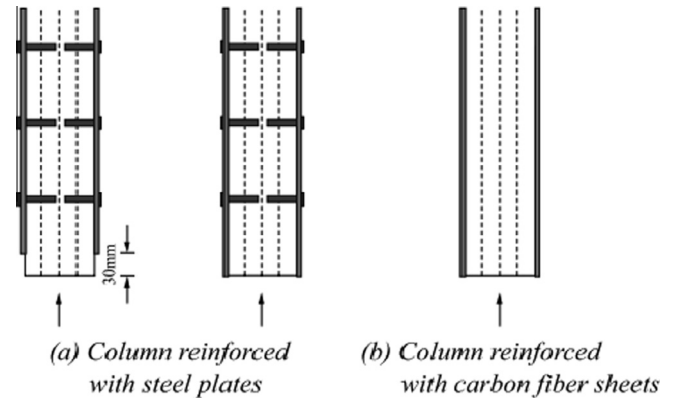 30mm
(a) Column reinforced
with steel plates
(b) Column reinforced
with carbon fiber sheets